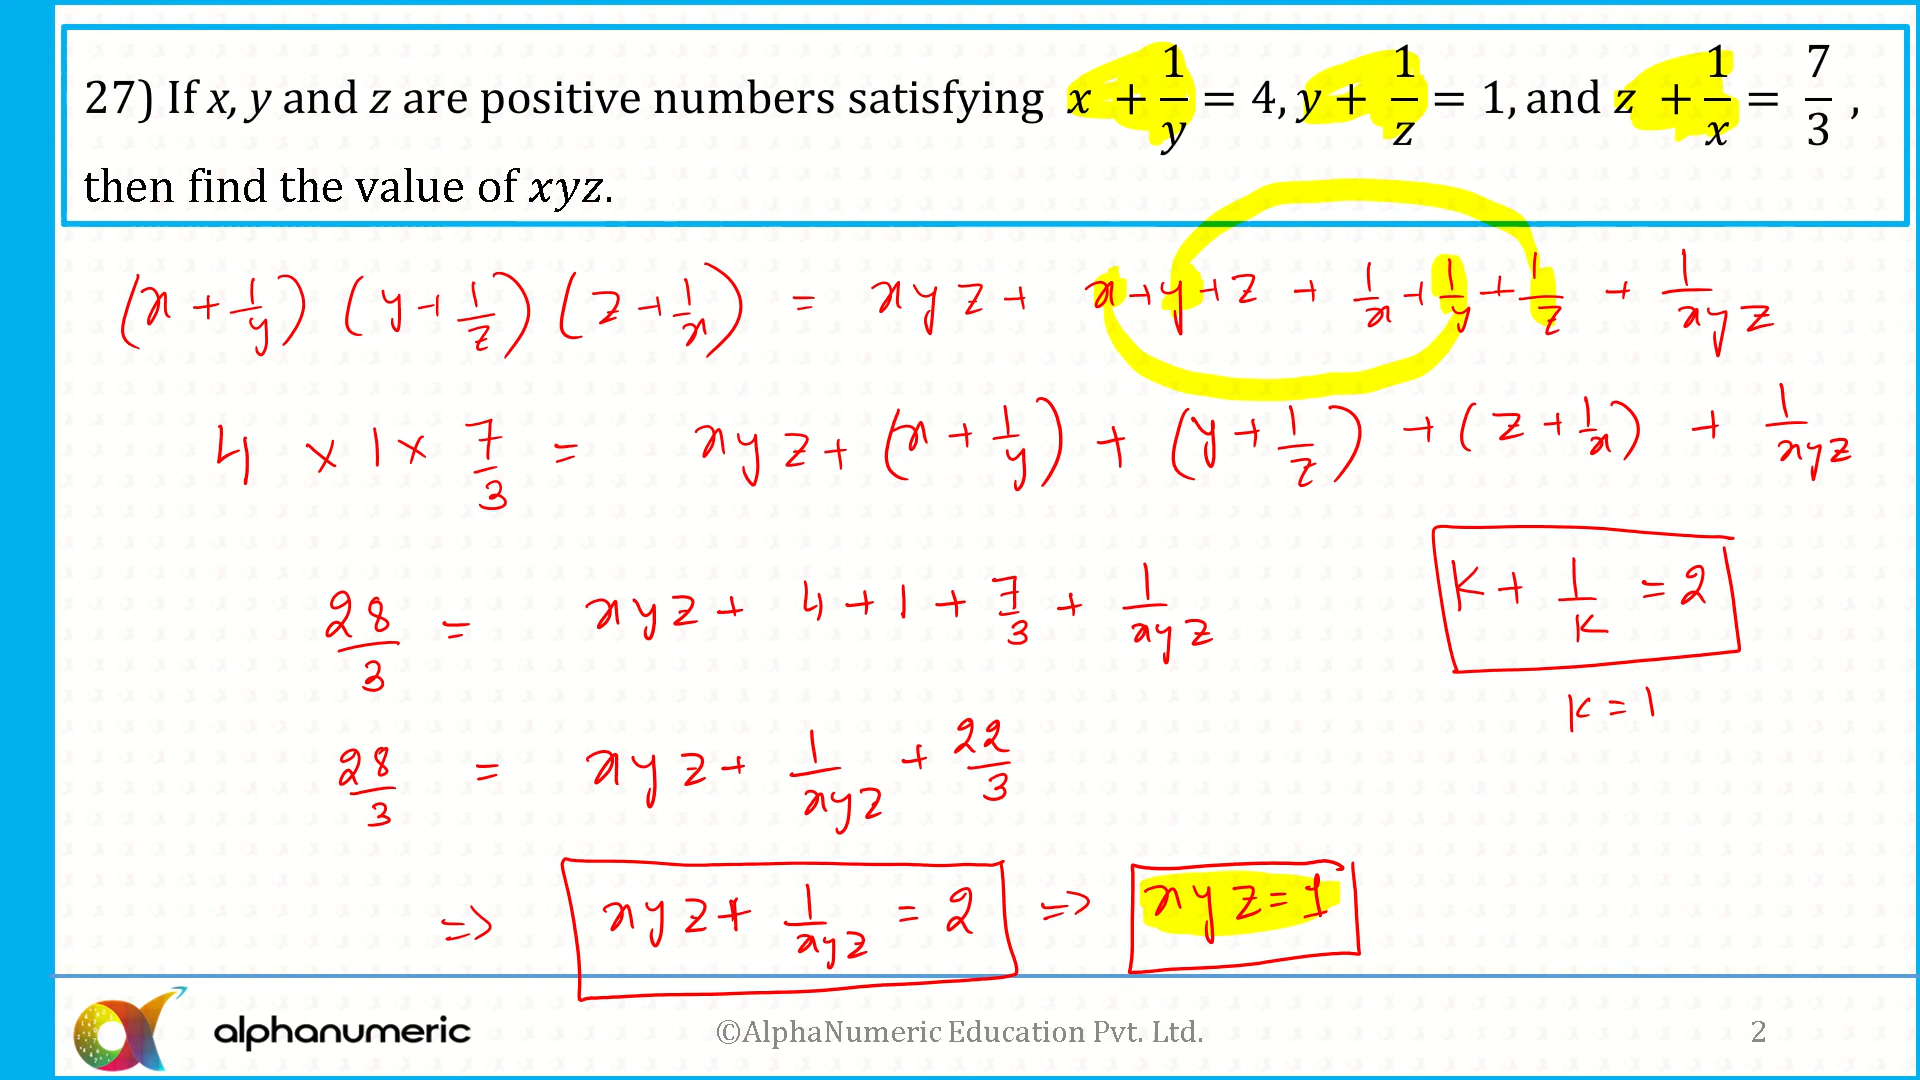 27) If x, y and z are positive numbers satisfying x + 1/y = 4, y + 1/z = 1, and z + 1/x = 7/3 ,
then find the value of xyz.
(x + 1/y) (y + 1/z) (z + 1/x) = xyz + x + y + z + 1/x + 1/y + 1/z + 1/xyz
4 × 1 × 7/3 = xyz + (x + 1/y) + (y + 1/z) + (z + 1/x) + 1/xyz
28/3 = xyz + 4 + 1 + 7/3 + 1/xyz
K + 1/K = 2
K = 1
28/3 = xyz + 1/xyz + 22/3
=> xyz + 1/xyz = 2 => xyz = 1
alphanumeric
©AlphaNumeric Education Pvt. Ltd.
2